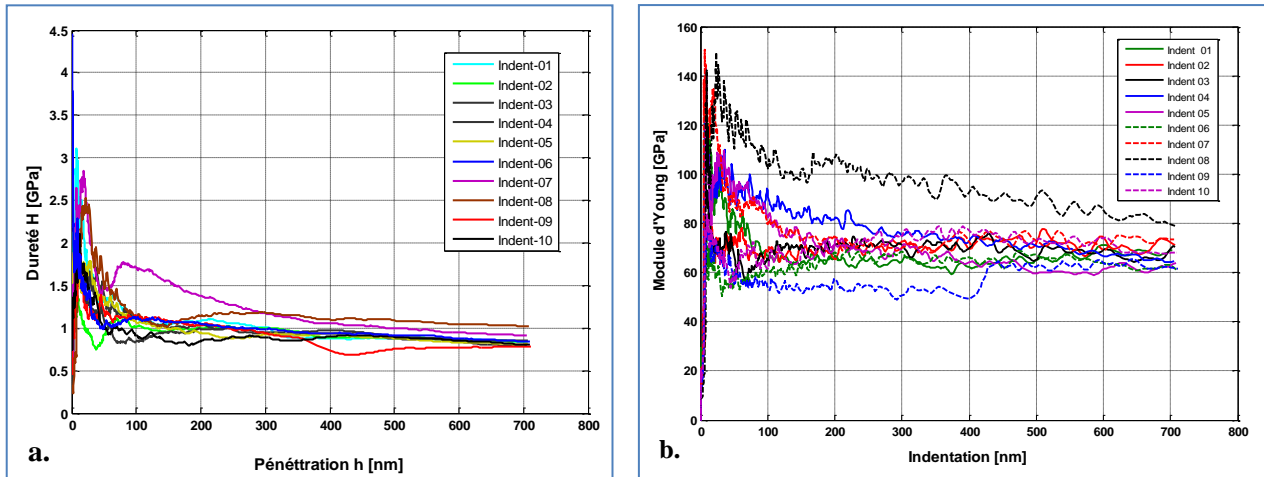 4.5
4
3.5
3
2.5
2
1.5
1
0.5
0
Dureté H [GPa]
0 100 200 300 400 500 600 700 800
Pénéttration h [nm]
Indent-01
Indent-02
Indent-03
Indent-04
Indent-05
Indent-06
Indent-07
Indent-08
Indent-09
Indent-10
a.
160
140
120
100
80
60
40
20
0
Module d'Young [GPa]
0 100 200 300 400 500 600 700 800
Indentation [nm]
Indent 01
Indent 02
Indent 03
Indent 04
Indent 05
Indent 06
Indent 07
Indent 08
Indent 09
Indent 10
b.